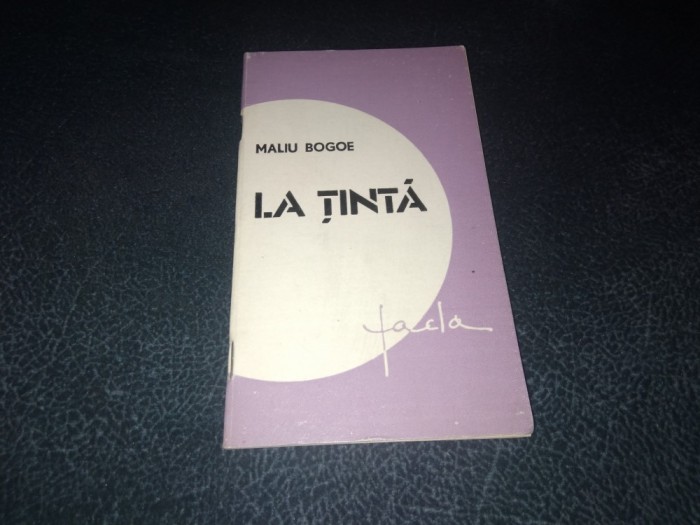 MALIU BOGOE
LA ȚINTĂ
facla